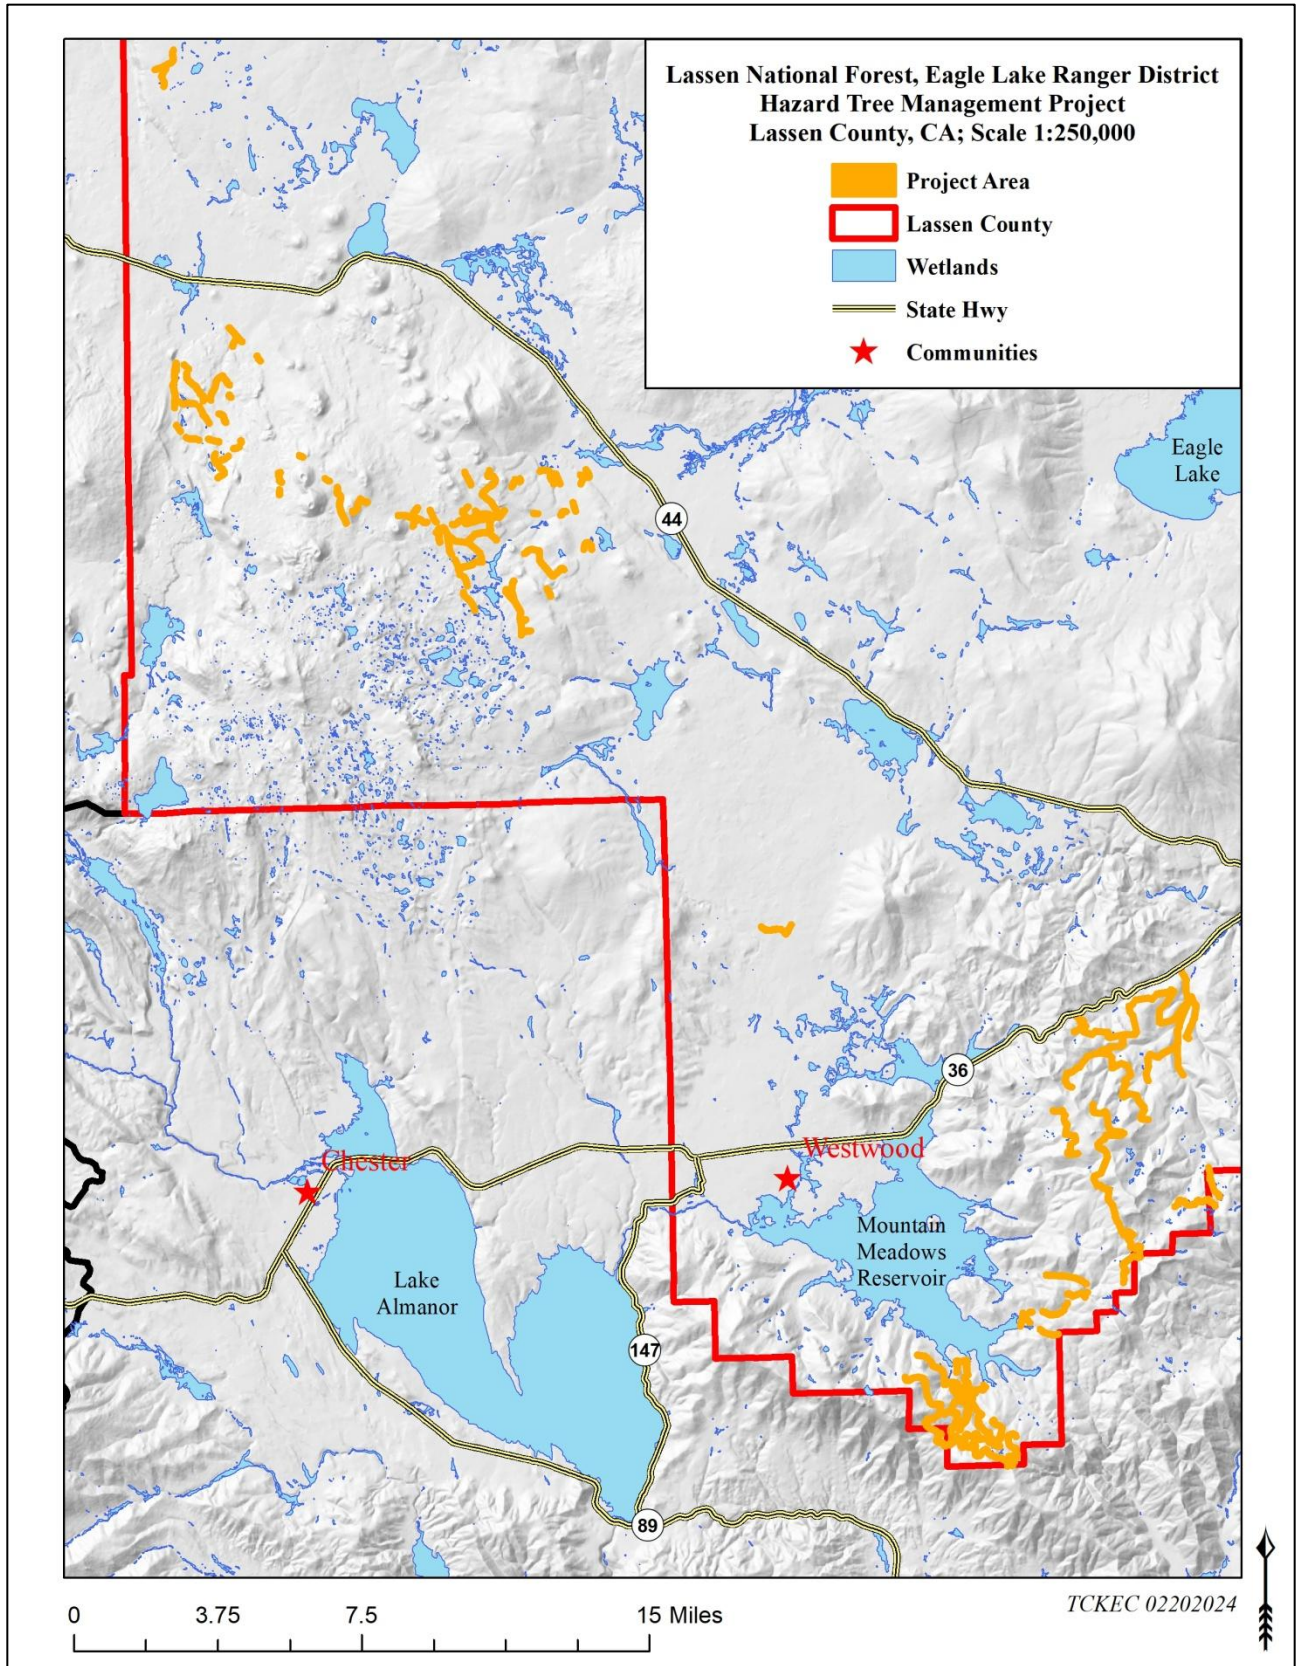 Lassen National Forest, Eagle Lake Ranger District
Hazard Tree Management Project
Lassen County, CA; Scale 1:250,000
Project Area
Lassen County
Wetlands
State Hwy
Communities
Eagle
Lake
44
36
Chester
Westwood
Mountain
Meadows
Reservoir
Lake
Almanor
147
89
TCKEC 02202024
0 3.75 7.5 15 Miles